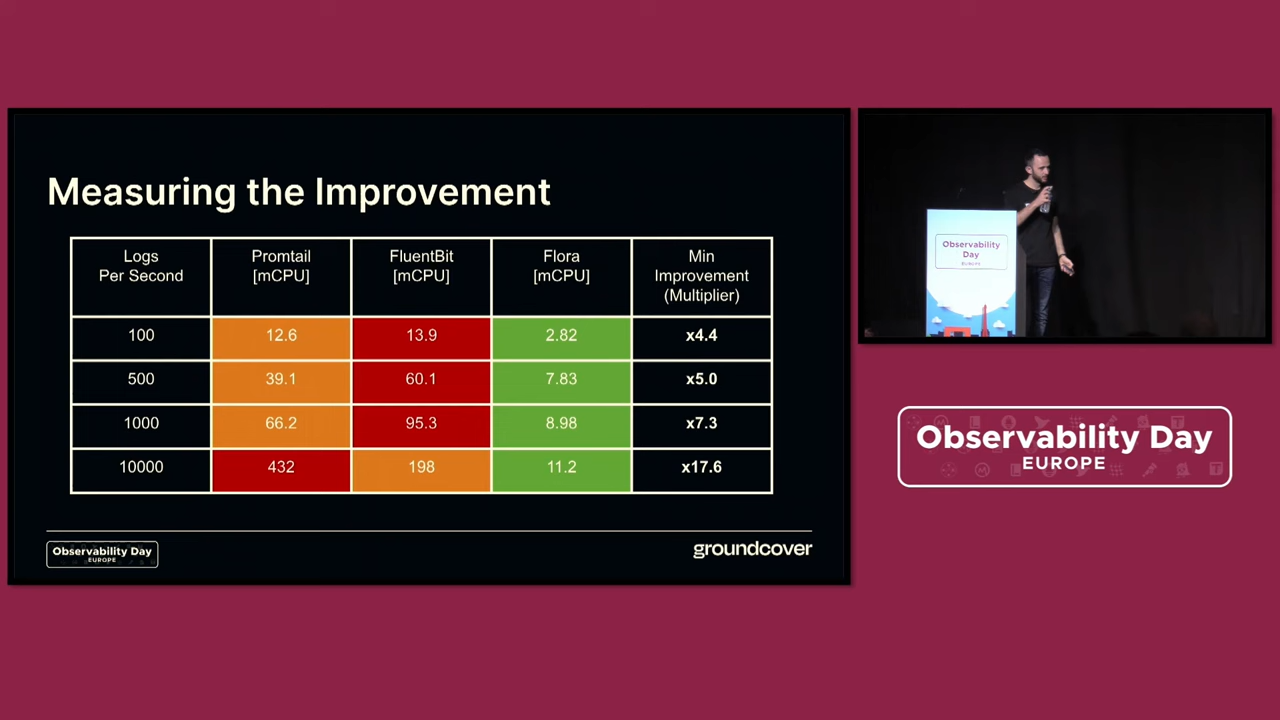 Measuring the Improvement
Logs
Per Second
Promtail
[mCPU]
FluentBit
[mCPU]
Flora
[mCPU]
Min
Improvement
(Multiplier)
100
12.6
13.9
2.82
x4.4
500
39.1
60.1
7.83
x5.0
1000
66.2
95.3
8.98
x7.3
10000
432
198
11.2
x17.6
Observability Day
EUROPE
groundcover
Observability
Day
EUROPE
Observability Day
EUROPE